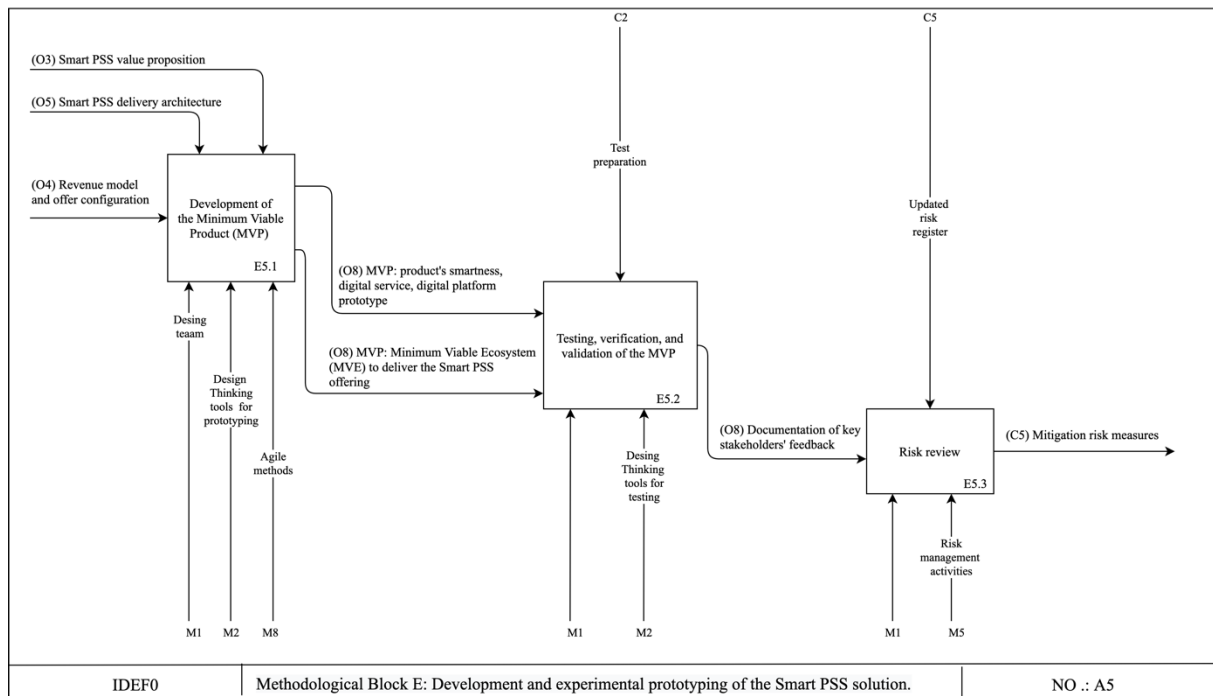 C2
C5
(O3) Smart PSS value proposition
(O5) Smart PSS delivery architecture
(O4) Revenue model
and offer configuration
Development of
the Minimum Viable
Product (MVP)
E5.1
Test
preparation
Updated
risk
register
(O8) MVP: product's smartness,
digital service, digital platform
prototype
(O8) MVP: Minimum Viable Ecosystem
(MVE) to deliver the Smart PSS
offering
Desing
teaam
Design
Thinking
tools for
prototyping
Agile
methods
Testing, verification, and
validation of the MVP
E5.2
(O8) Documentation of key
stakeholders' feedback
Desing
Thinking
tools for
testing
Risk review
E5.3
(C5) Mitigation risk measures
Risk
management
activities
M1
M2
M8
M1
M2
M1
M5
IDEF0
Methodological Block E: Development and experimental prototyping of the Smart PSS solution.
NO .: A5